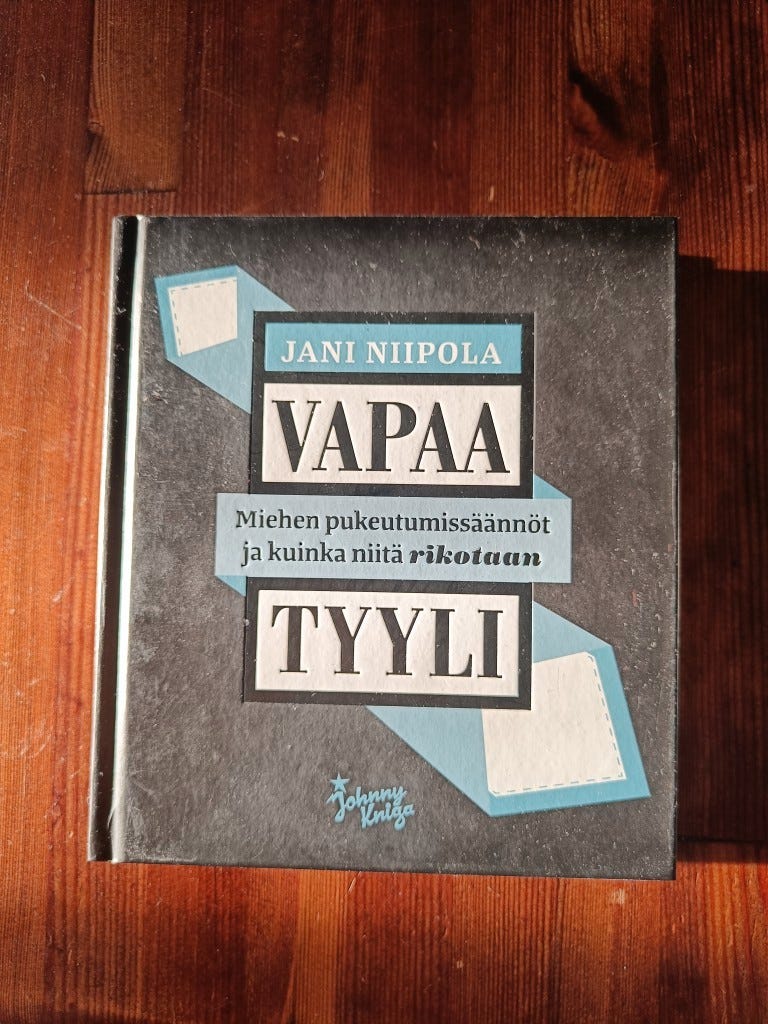 JANI NIIPOLA
VAPAA
Miehen pukeutumissäännöt
ja kuinka niitä rikotaan
TYYLI
Johnny
Kniga